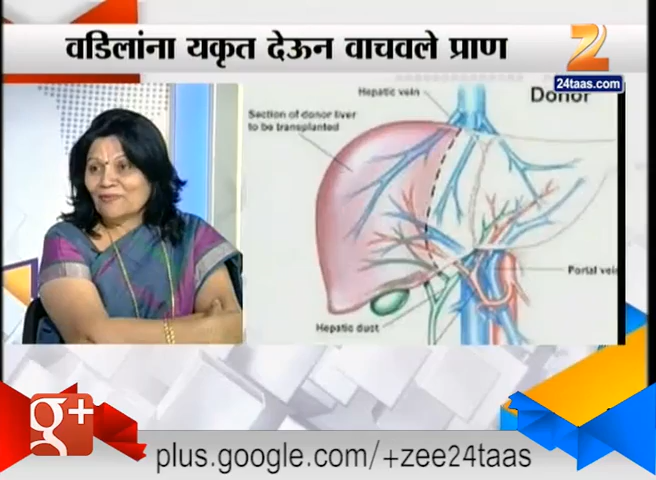 वडिलांना यकृत देऊन वाचवले प्राण
24taas.com
Hepatic vein
Donor
Section of donor liver
to be transplanted
Portal vein
Hepatic duct
g+
plus.google.com/+zee24taas